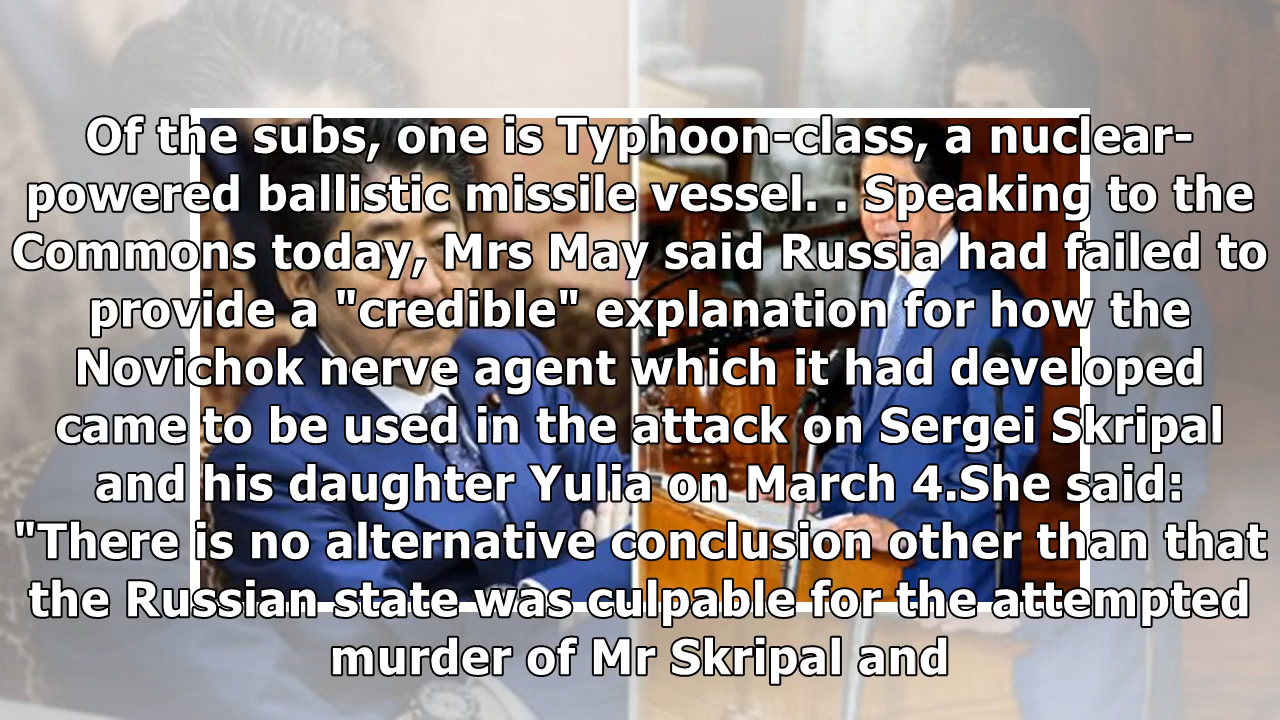 Of the subs, one is Typhoon-class, a nuclear-
powered ballistic missile vessel. . Speaking to the
Commons today, Mrs May said Russia had failed to
provide a "credible" explanation for how the
Novichok nerve agent which it had developed
came to be used in the attack on Sergei Skripal
and his daughter Yulia on March 4.She said:
"There is no alternative conclusion other than that
the Russian state was culpable for the attempted
murder of Mr Skripal and